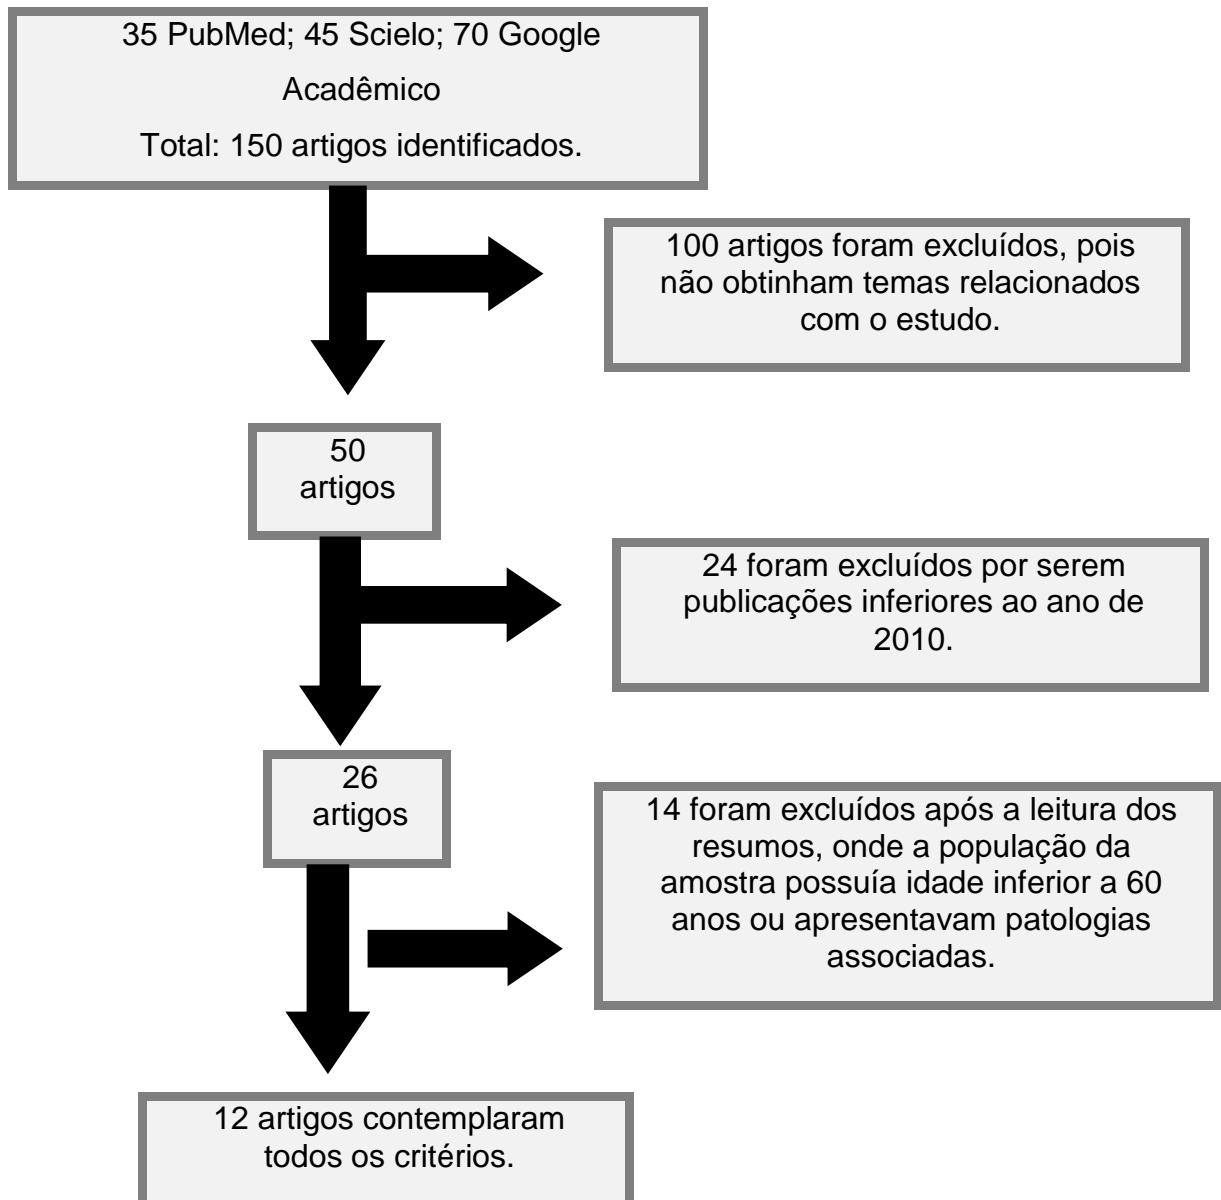 35 PubMed; 45 Scielo; 70 Google
Acadêmico
Total: 150 artigos identificados.
100 artigos foram excluídos, pois
não obtinham temas relacionados
com o estudo.
50
artigos
24 foram excluídos por serem
publicações inferiores ao ano de
2010.
26
artigos
14 foram excluídos após a leitura dos
resumos, onde a população da
amostra possuía idade inferior a 60
anos ou apresentavam patologias
associadas.
12 artigos contemplaram
todos os critérios.